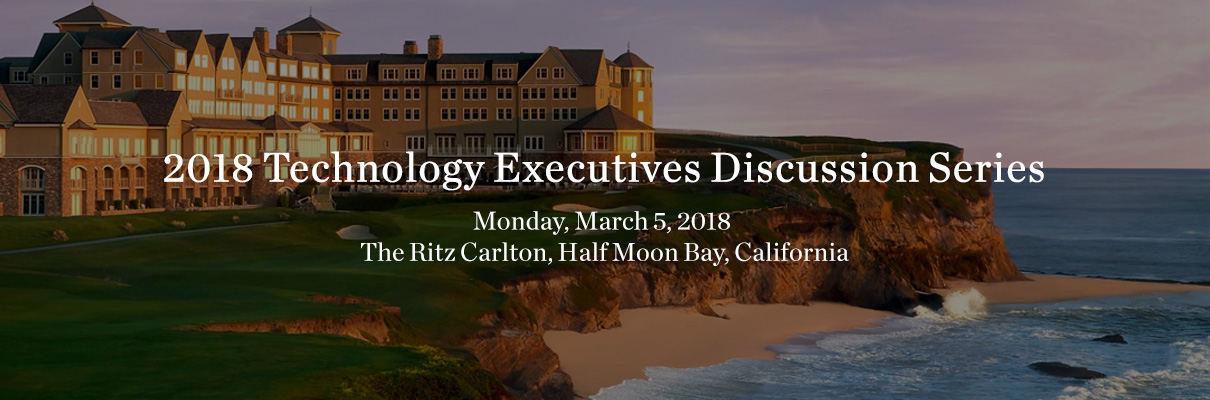 2018 Technology Executives Discussion Series
Monday, March 5, 2018
The Ritz Carlton, Half Moon Bay, California